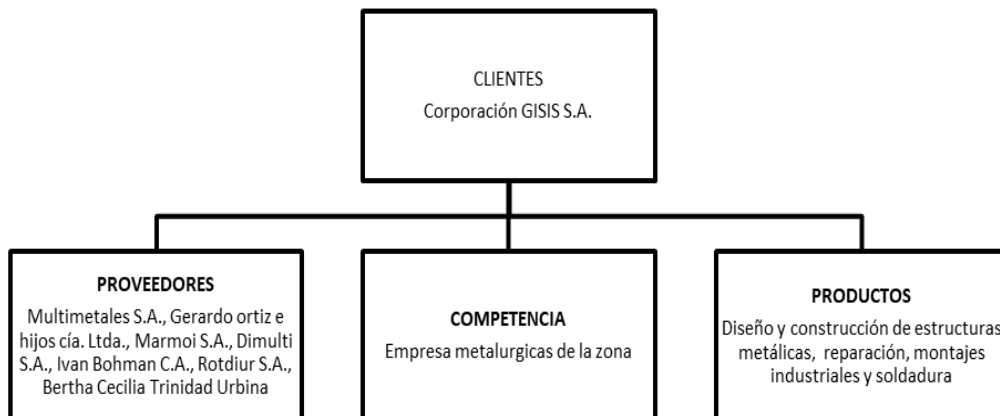 CLIENTES
Corporación GISIS S.A.
PROVEEDORES
Multimetales S.A., Gerardo ortiz e
hijos cía. Ltda., Marmoi S.A., Dimulti
S.A., Ivan Bohman C.A., Rotdiur S.A.,
Bertha Cecilia Trinidad Urbina
COMPETENCIA
Empresa metalurgicas de la zona
PRODUCTOS
Diseño y construcción de estructuras
metálicas, reparación, montajes
industriales y soldadura